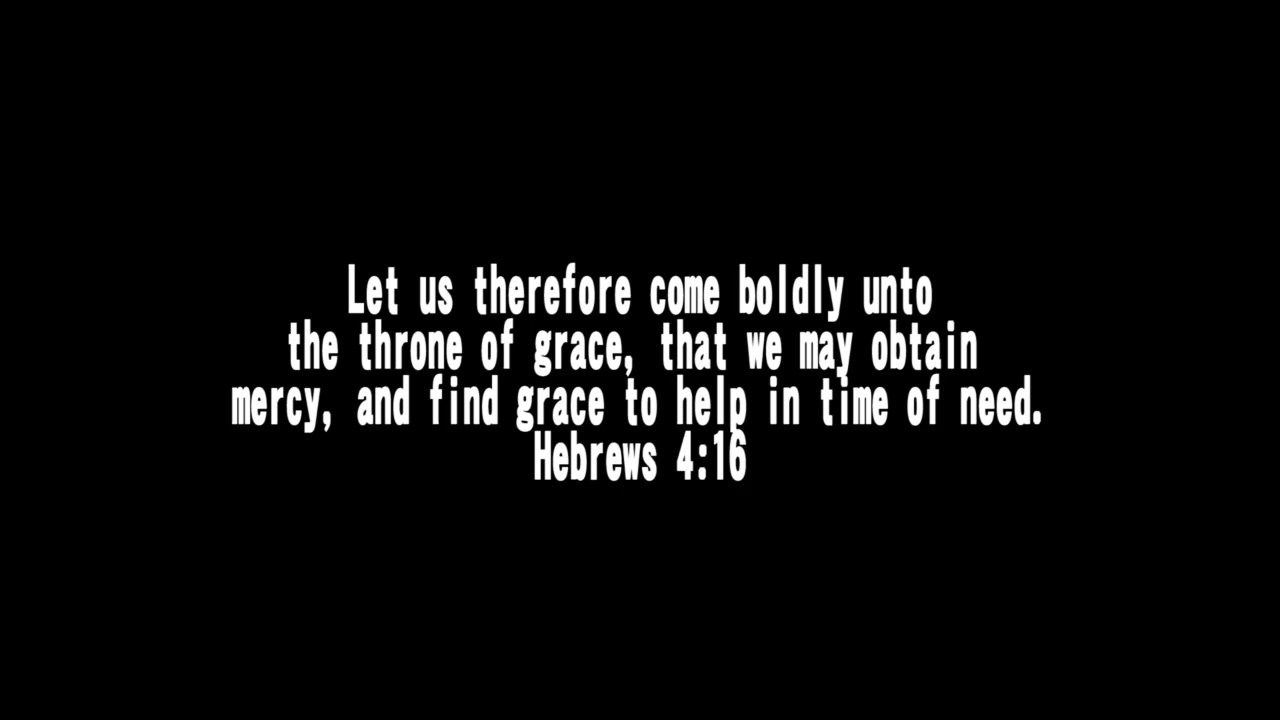 Let us therefore come boldly unto
the throne of grace, that we may obtain
mercy, and find grace to help in time of need.
Hebrews 4:16